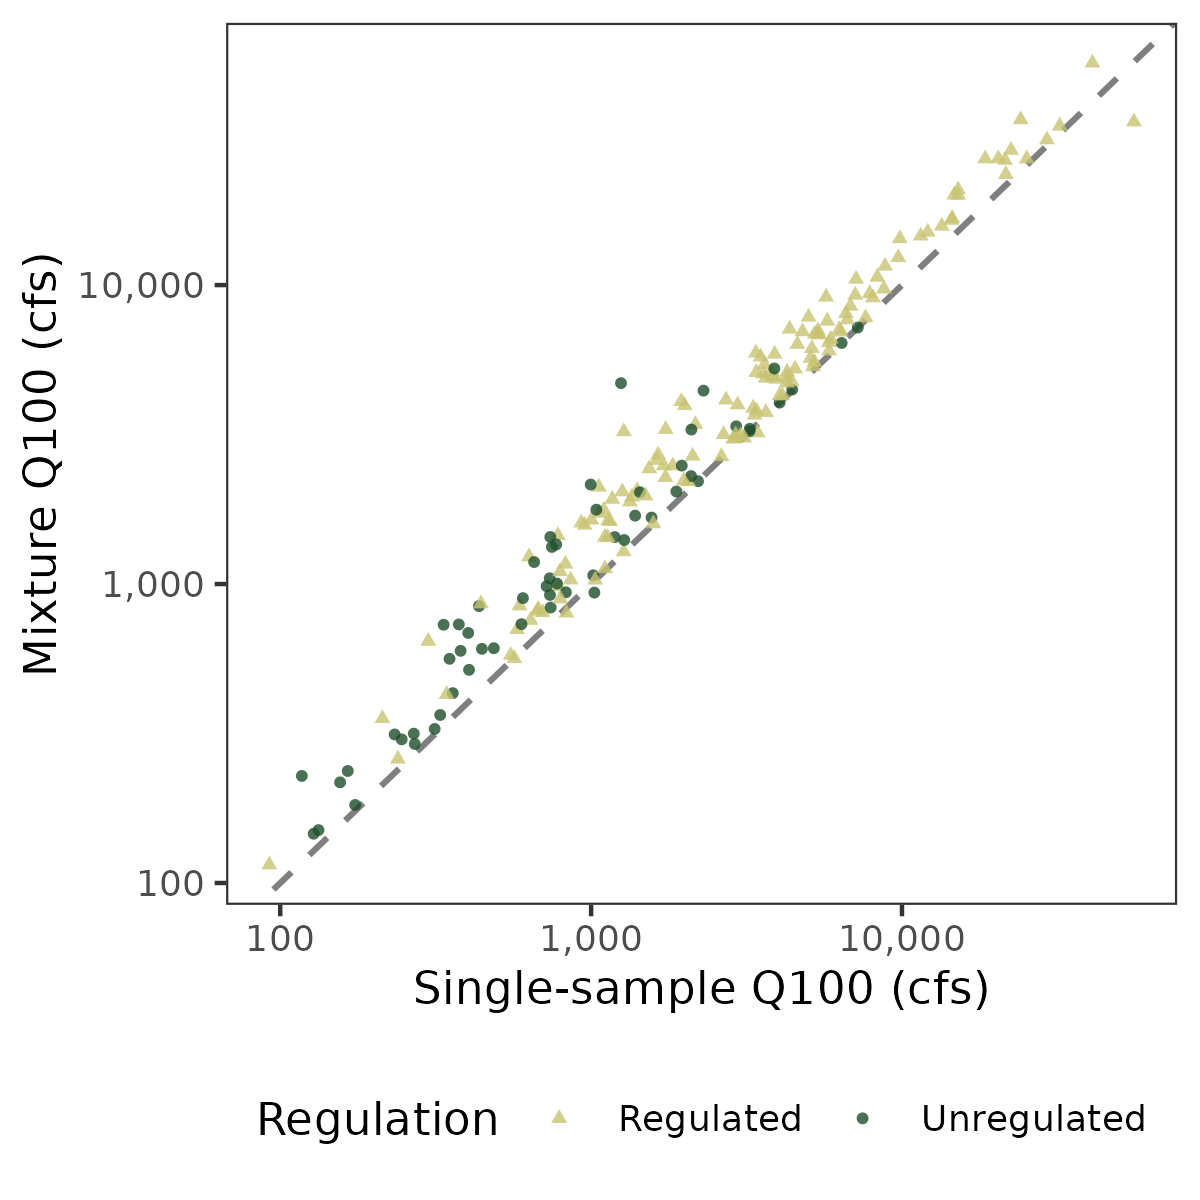 Mixture Q100 (cfs)
10,000
1,000
100
100 1,000 10,000
Single-sample Q100 (cfs)
Regulation Regulated Unregulated